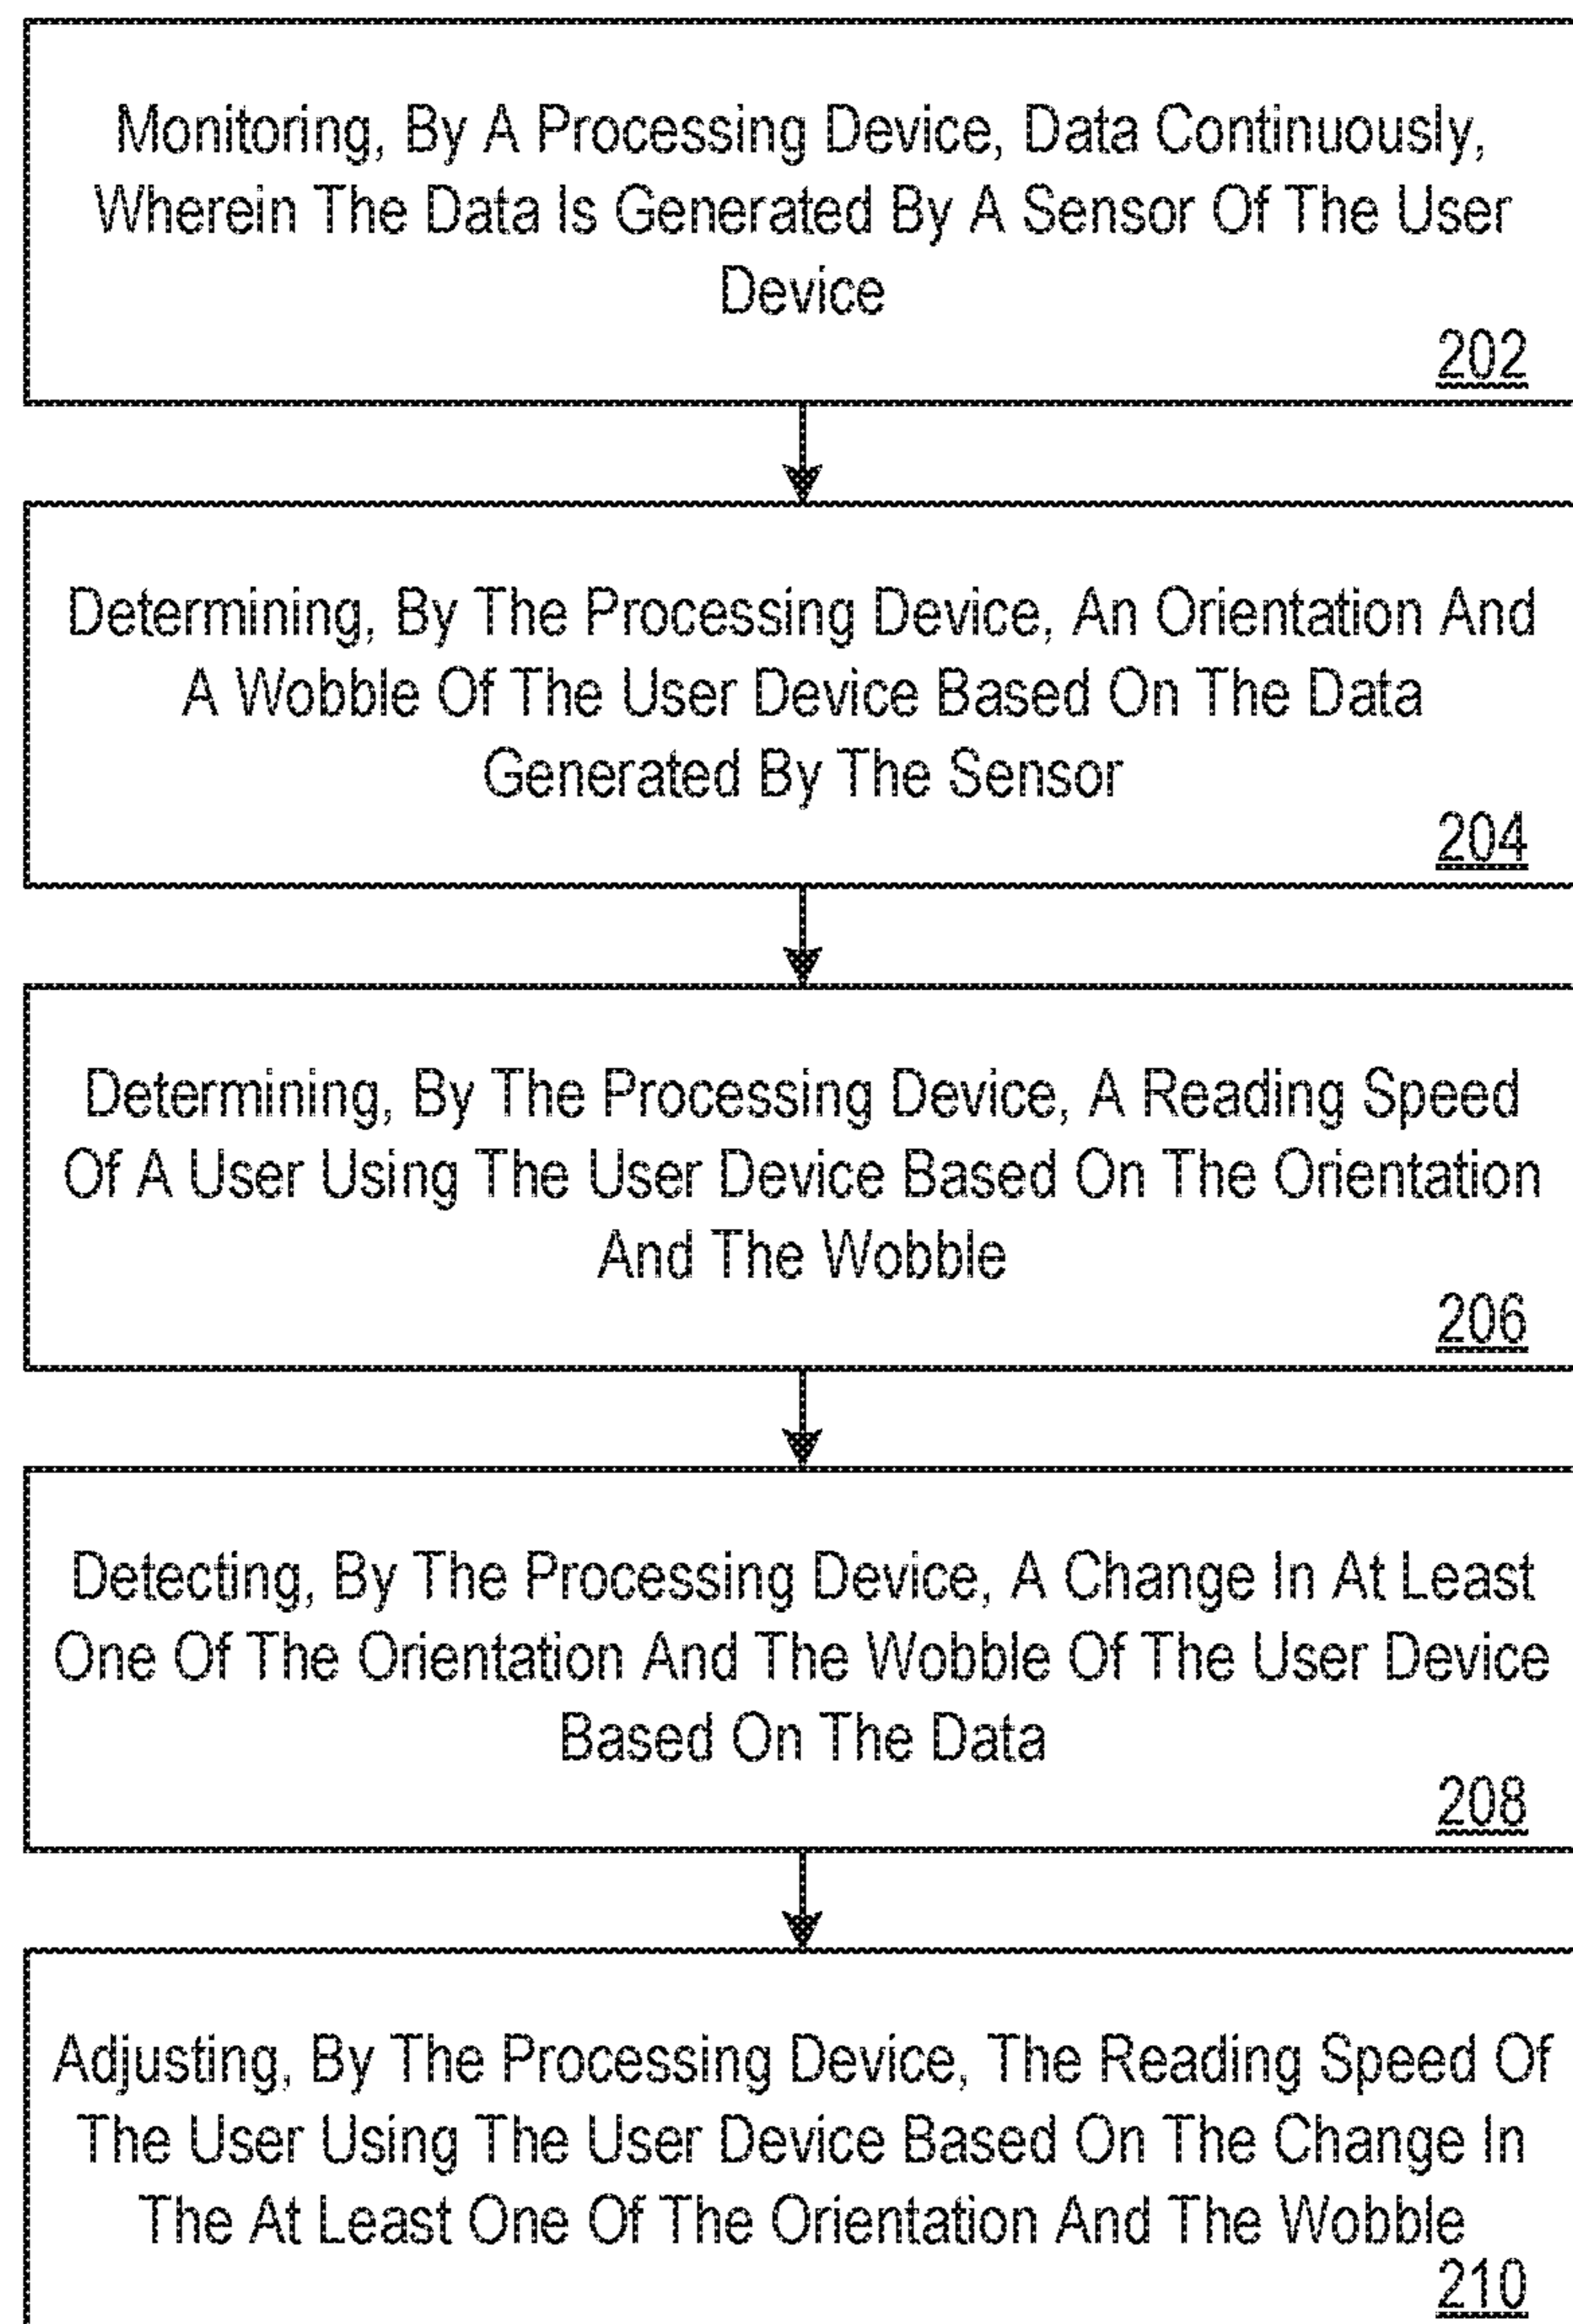 Monitoring, By A Processing Device, Data Continuously,
Wherein The Data Is Generated By A Sensor Of The User
Device
202
Determining, By The Processing Device, An Orientation And
A Wobble Of The User Device Based On The Data
Generated By The Sensor
204
Determining, By The Processing Device, A Reading Speed
Of A User Using The User Device Based On The Orientation
And The Wobble
206
Detecting, By The Processing Device, A Change In At Least
One Of The Orientation And The Wobble Of The User Device
Based On The Data
208
Adjusting, By The Processing Device, The Reading Speed Of
The User Using The User Device Based On The Change In
The At Least One Of The Orientation And The Wobble
210